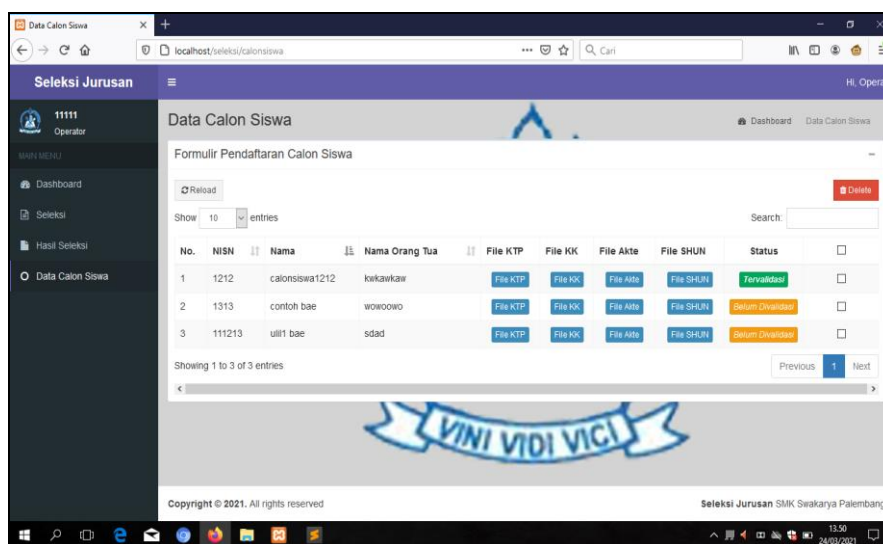 Data Calon Siswa
localhost/seleksi/calonsiswa
Cari
Seleksi Jurusan
Hi, Opera
11111
Operator
MAIN MENU
Dashboard
Seleksi
Hasil Seleksi
Data Calon Siswa
Data Calon Siswa
Dashboard Data Calon Siswa
Formulir Pendaftaran Calon Siswa
Reload
Delete
Show 10 entries
Search:
No. NISN Nama Nama Orang Tua File KTP File KK File Akte File SHUN Status
1 1212 calonsiswa1212 kwkawkaw File KTP File KK File Akte File SHUN Tervalidasi
2 1313 contoh bae wowoowo File KTP File KK File Akte File SHUN Belum Divalidasi
3 111213 ulil1 bae sdad File KTP File KK File Akte File SHUN Belum Divalidasi
Showing 1 to 3 of 3 entries
Previous 1 Next
VINI VIDI VICI
Copyright © 2021. All rights reserved
Seleksi Jurusan SMK Swakarya Palembang
13.50
24/03/2021